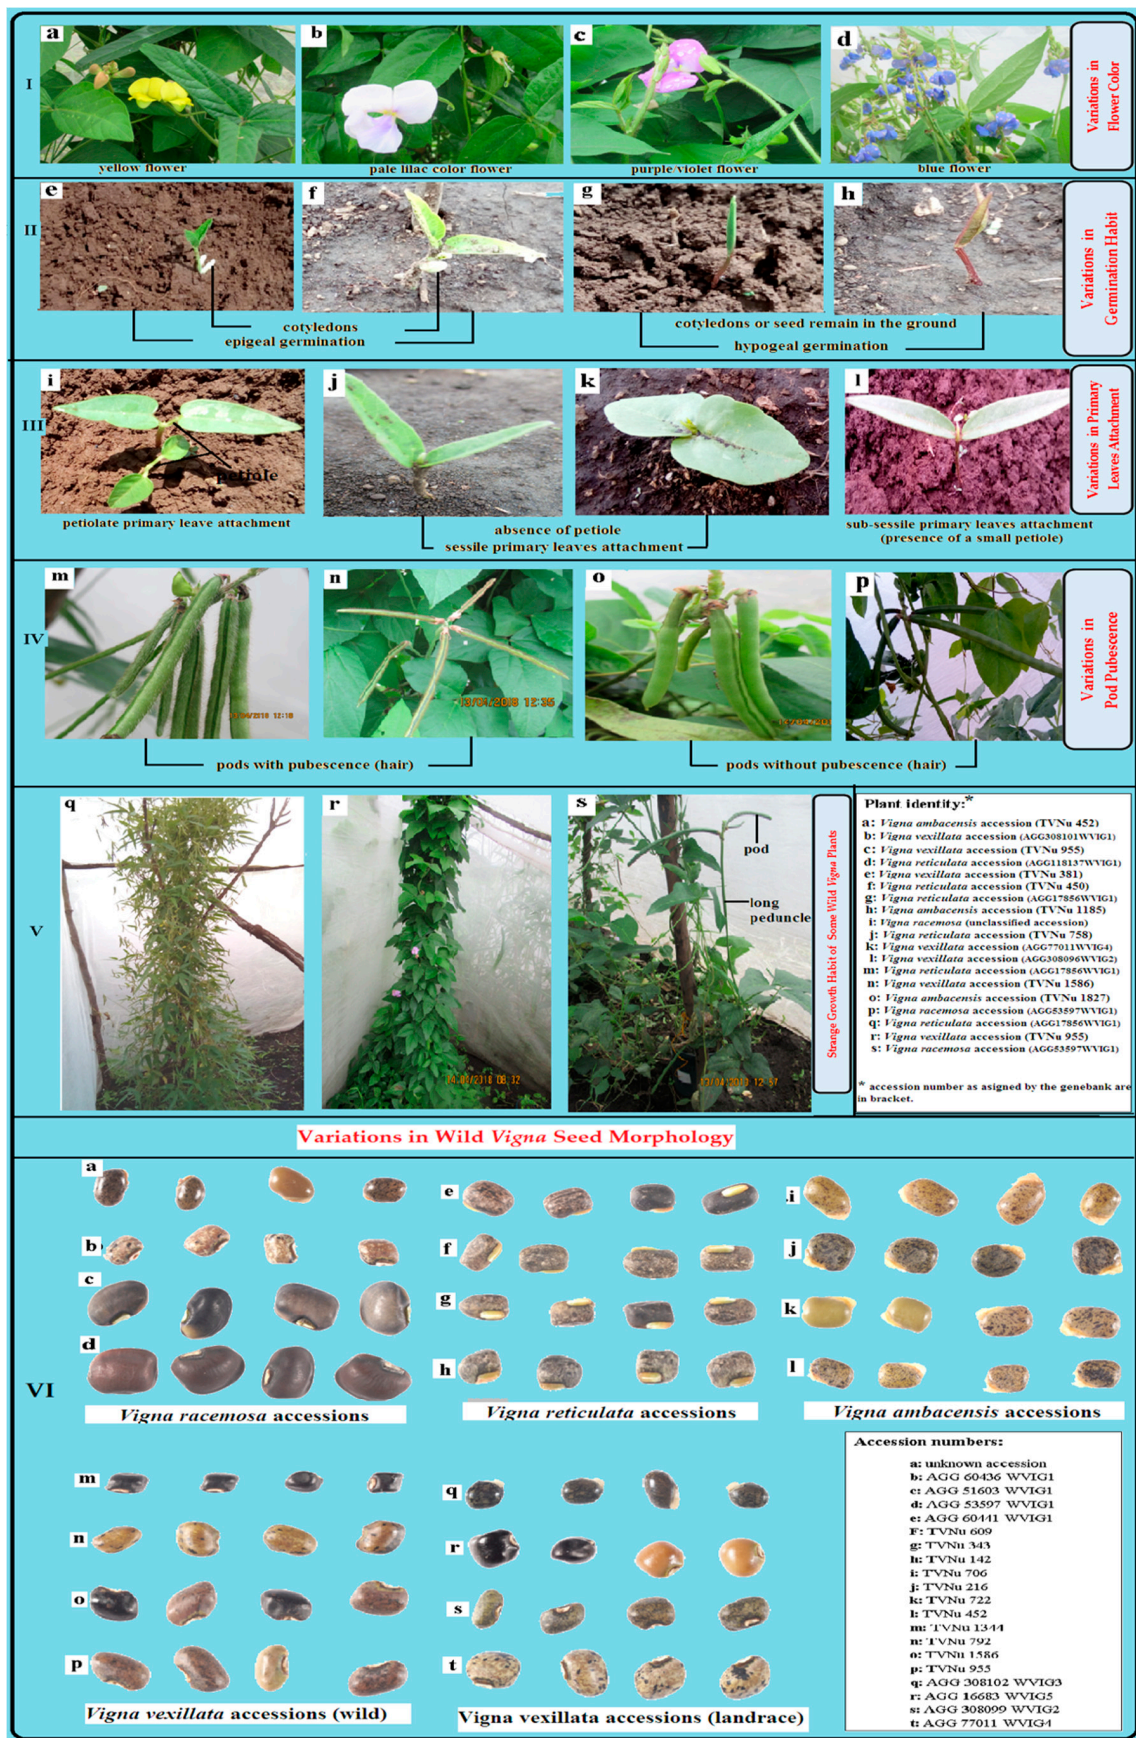 a
b
c
d
I
Variations in
Flower Color
yellow flower
pale lilac color flower
purple/violet flower
blue flower
e
f
g
h
II
Variations in
Germination Habit
cotyledons
epigeal germination
cotyledons or seed remain in the ground
hypogeal germination
i
j
k
l
III
petiole
Variations in Primary
Leaves Attachment
petiolate primary leave attachment
absence of petiole
sessile primary leaves attachment
sub-sessile primary leaves attachment
(presence of a small petiole)
m
n
o
p
IV
Variations in
Pod Pubescence
13/04/2018 12:35
pods with pubescence (hair)
pods without pubescence (hair)
q
r
s
V
pod
long
peduncle
Strange Growth Habit of Some Wild Vigna Plants
Plant identity:*
a: Vigna ambacensis accession (TVNu 452)
b: Vigna vexillata accession (AGG308101WVIG1)
c: Vigna vexillata accession (TVNu 955)
d: Vigna reticulata accession (AGG118137WVIG1)
e: Vigna vexillata accession (TVNu 381)
f: Vigna reticulata accession (TVNu 450)
g: Vigna reticulata accession (AGG17856WVIG1)
h: Vigna ambacensis accession (TVNu 1185)
i: Vigna racemosa (unclassified accession)
j: Vigna reticulata accession (TVNu 758)
k: Vigna vexillata accession (AGG77011WVIG4)
l: Vigna vexillata accession (AGG308096WVIG2)
m: Vigna reticulata accession (AGG17856WVIG1)
n: Vigna vexillata accession (TVNu 1586)
o: Vigna ambacensis accession (TVNu 1827)
p: Vigna racemosa accession (AGG53597WVIG1)
q: Vigna reticulata accession (AGG17856WVIG1)
r: Vigna vexillata accession (TVNu 955)
s: Vigna racemosa accession (AGG53597WVIG1)
* accession number as asigned by the genebank are
in bracket.
Variations in Wild Vigna Seed Morphology
VI
a
b
c
d
Vigna racemosa accessions
e
f
g
h
Vigna reticulata accessions
i
j
k
l
Vigna ambacensis accessions
m
n
o
p
Vigna vexillata accessions (wild)
q
r
s
t
Vigna vexillata accessions (landrace)
Accession numbers:
a: unknown accession
b: AGG 60436 WVIG1
c: AGG 51603 WVIG1
d: AGG 53597 WVIG1
e: AGG 60441 WVIG1
F: TVNu 609
g: TVNu 343
h: TVNu 142
i: TVNu 706
j: TVNu 216
k: TVNu 722
l: TVNu 452
m: TVNu 1344
n: TVNu 792
o: TVNu 1586
p: TVNu 955
q: AGG 308102 WVIG3
r: AGG 16683 WVIG5
s: AGG 308099 WVIG2
t: AGG 77011 WVIG4